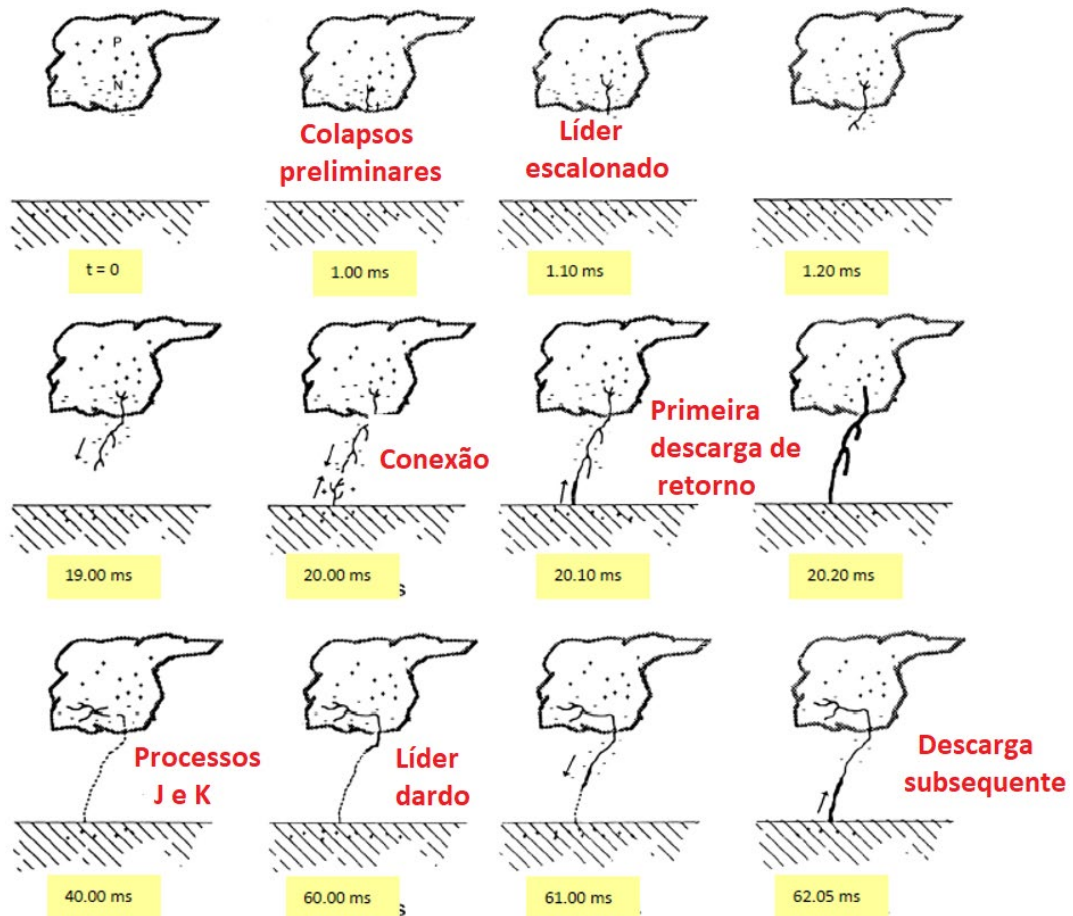 P
N
Colapsos
preliminares
Líder
escalonado
t = 0
1.00 ms
1.10 ms
1.20 ms
Conexão
Primeira
descarga de
retorno
19.00 ms
20.00 ms
s
20.10 ms
20.20 ms
Processos
J e K
Líder
dardo
Descarga
subsequente
40.00 ms
60.00 ms
s
61.00 ms
62.05 ms